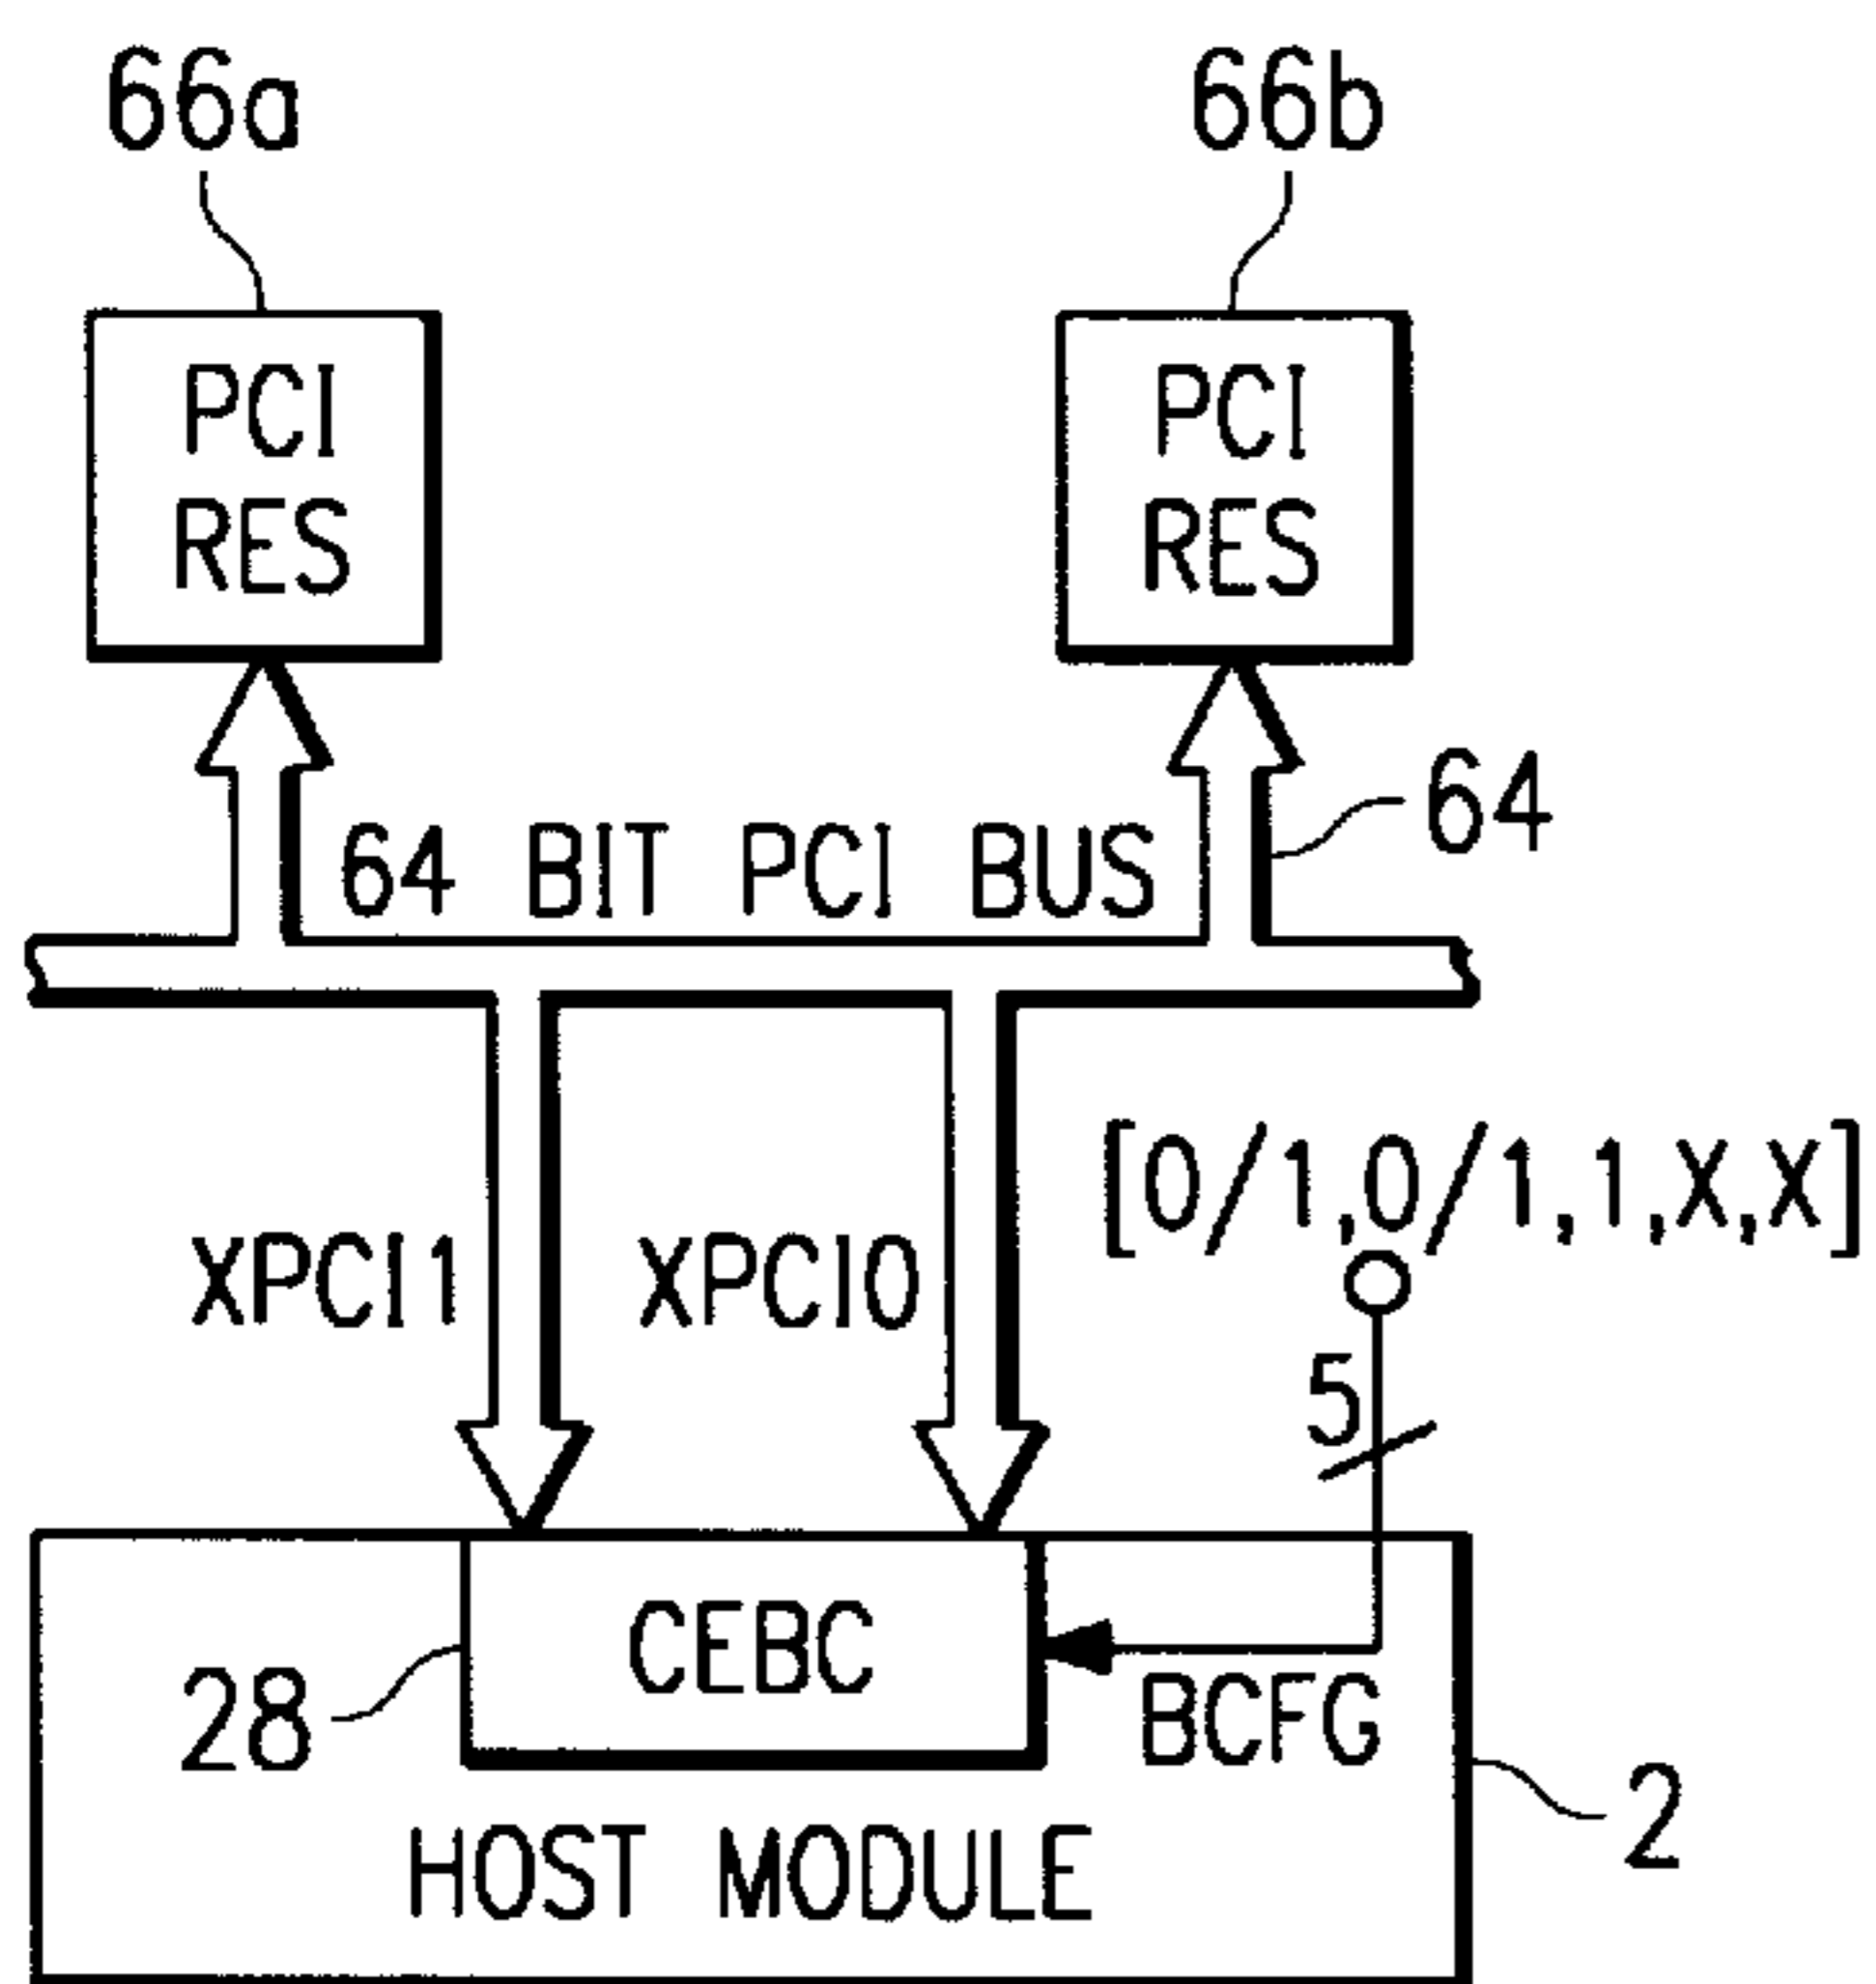 66a
66b
PCI
RES
PCI
RES
64
64 BIT PCI BUS
[0/1,0/1,1,X,X]
XPCI1
XPCI0
5
CEBC
28
BCFG
2
HOST MODULE